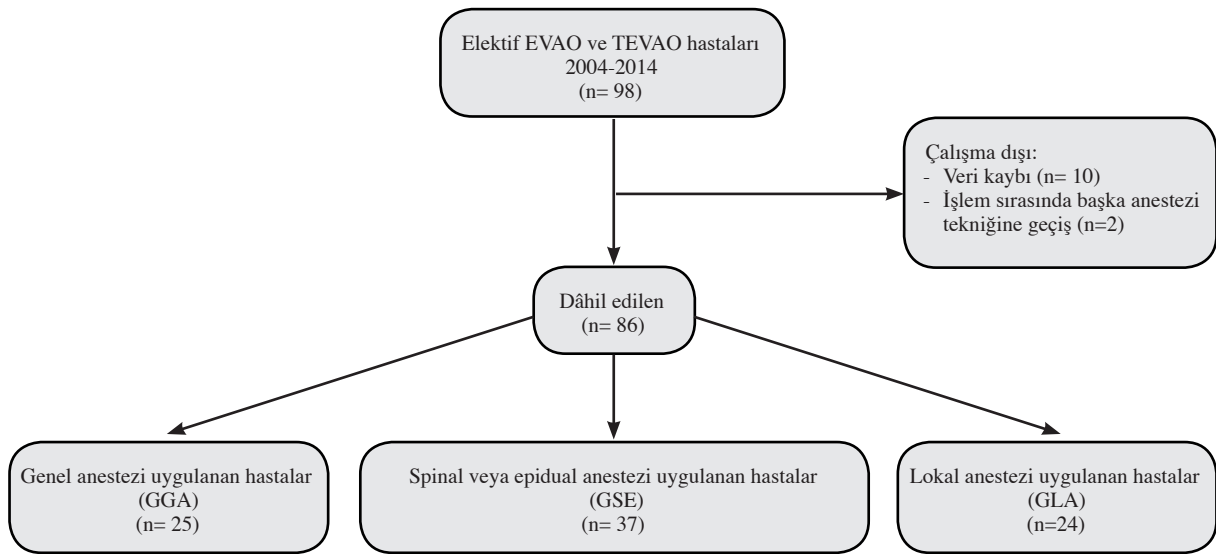 Elektif EVAO ve TEVAO hastaları
2004-2014
(n= 98)
Çalışma dışı:
- Veri kaybı (n= 10)
- İşlem sırasında başka anestezi
tekniğine geçiş (n=2)
Dâhil edilen
(n= 86)
Genel anestezi uygulanan hastalar
(GGA)
(n= 25)
Spinal veya epidual anestezi uygulanan hastalar
(GSE)
(n= 37)
Lokal anestezi uygulanan hastalar
(GLA)
(n=24)